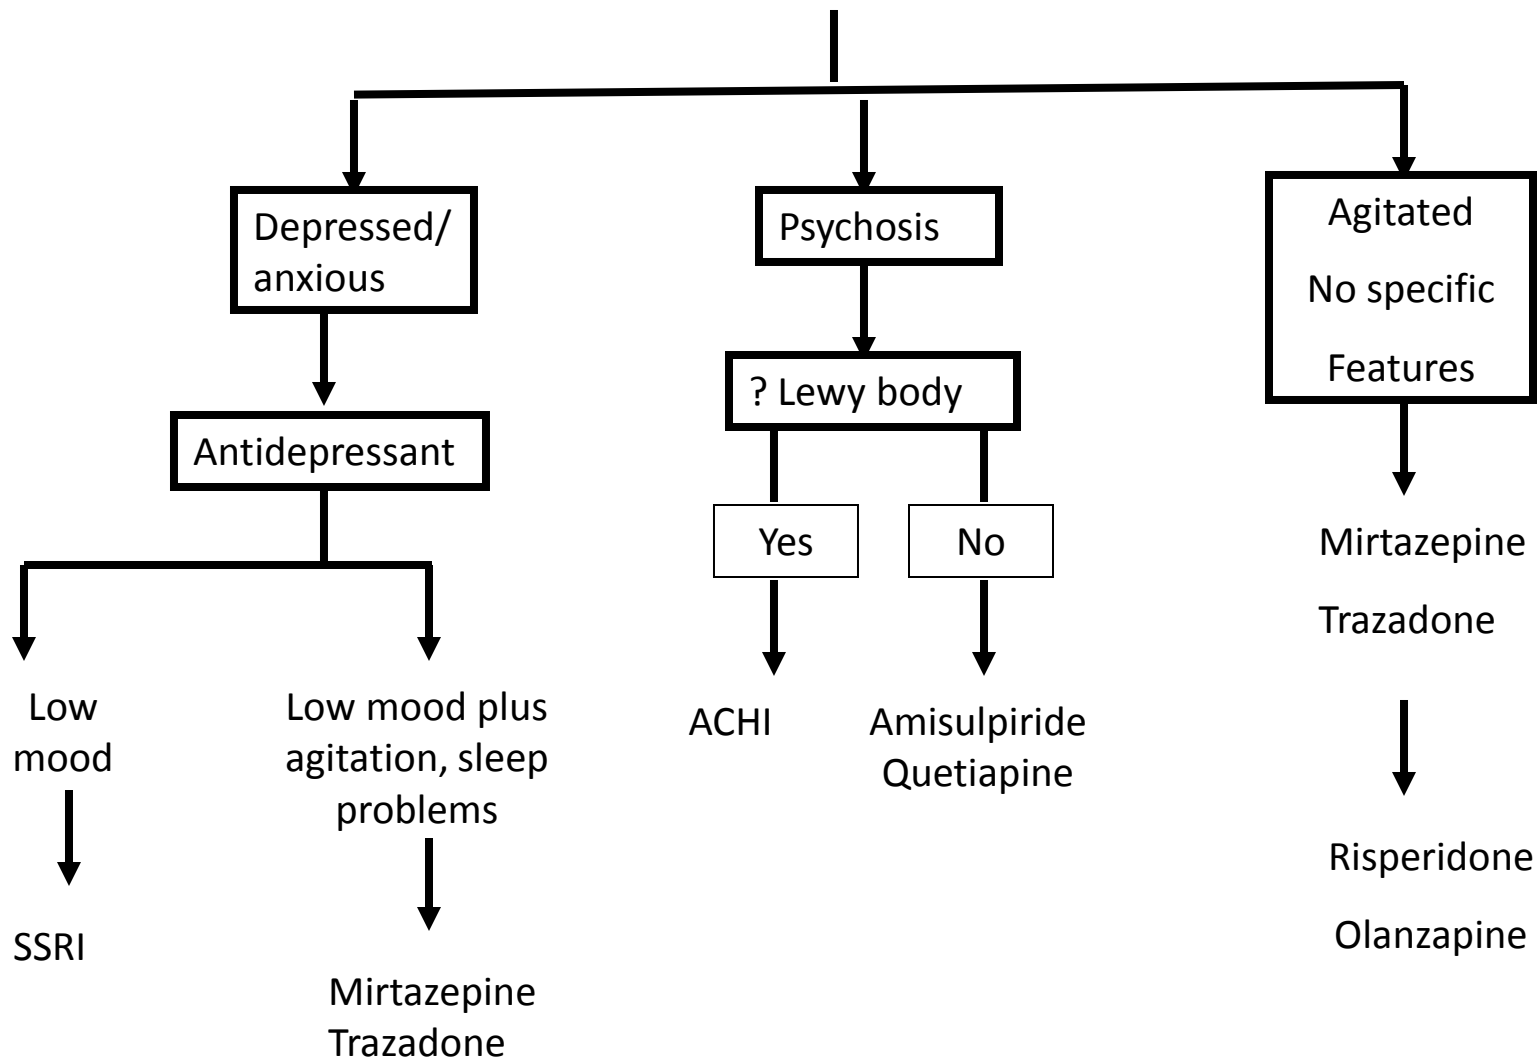 Depressed/
anxious
Antidepressant
Low
mood
SSRI
Low mood plus
agitation, sleep
problems
Mirtazepine
Trazadone
Psychosis
? Lewy body
Yes
No
ACHI
Amisulpiride
Quetiapine
Agitated
No specific
Features
Mirtazepine
Trazadone
Risperidone
Olanzapine